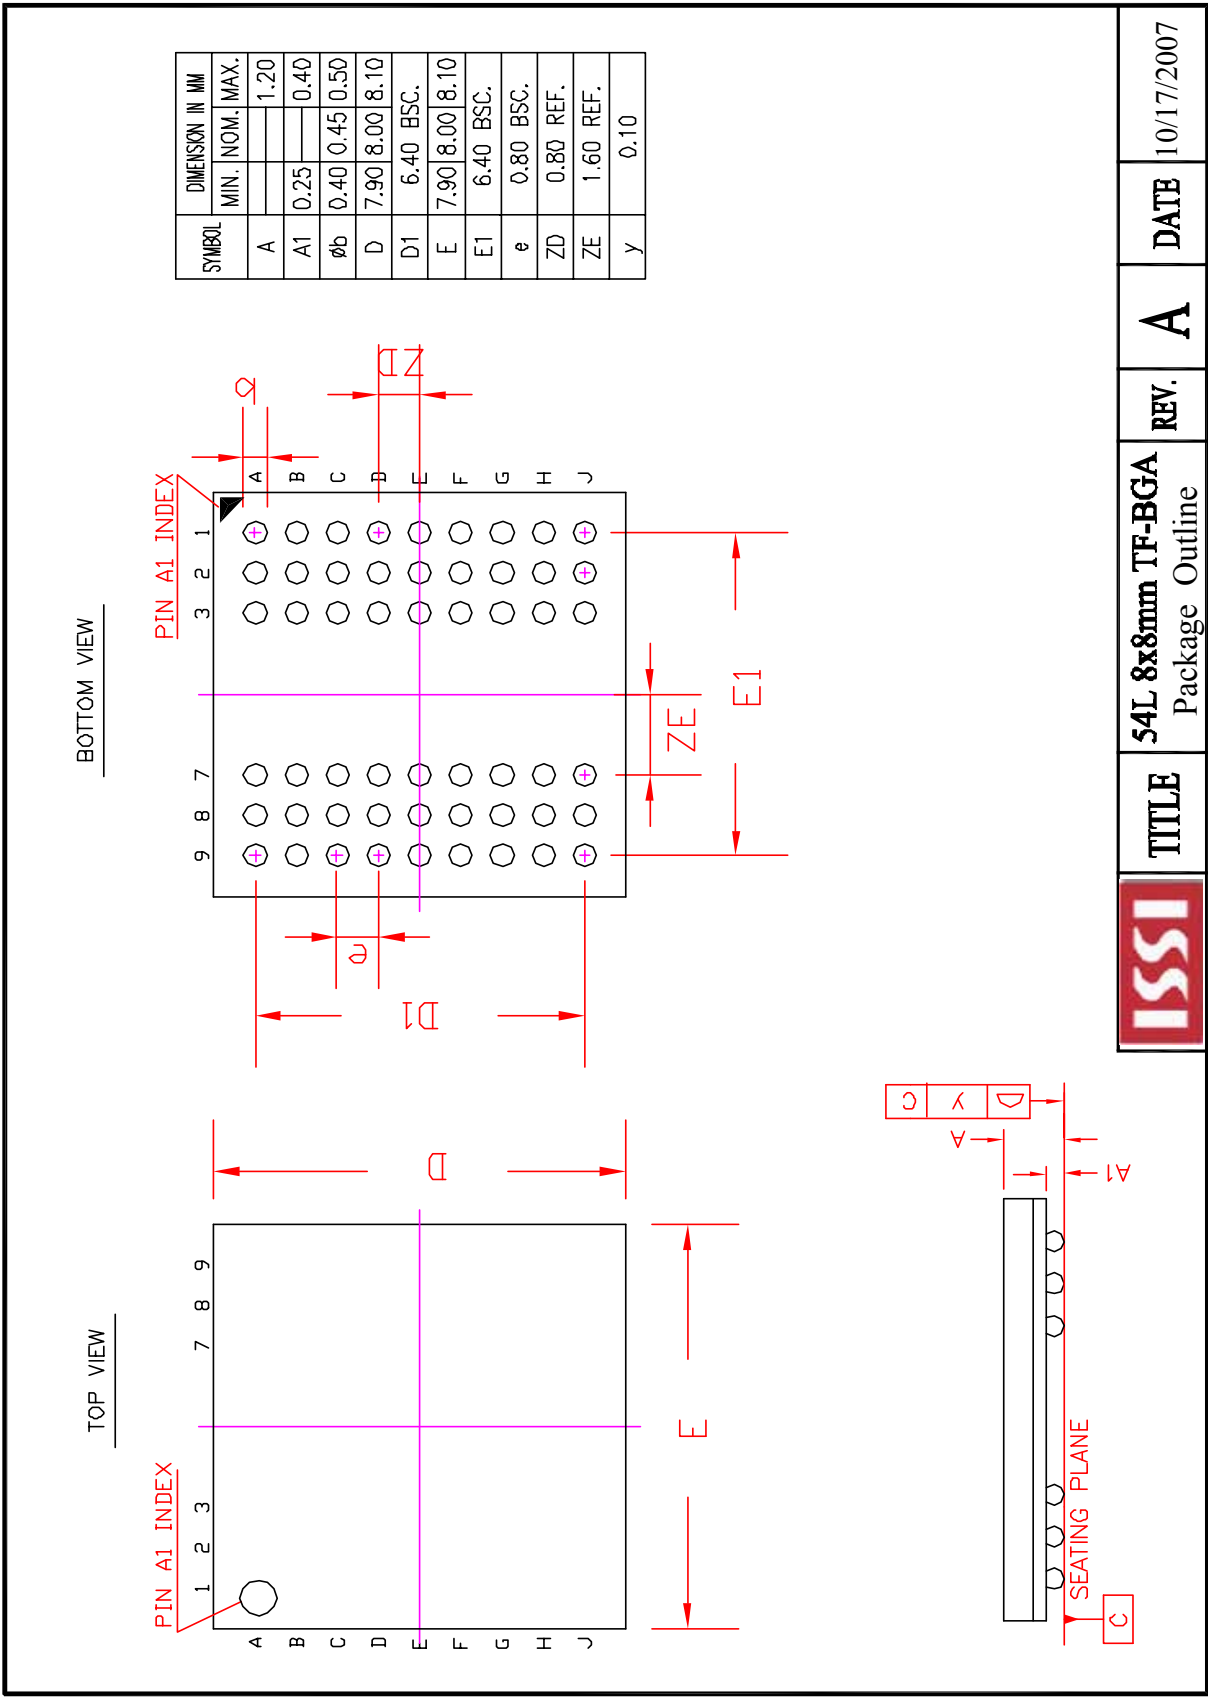 TOP VIEW
PIN A1 INDEX
1 2 3 7 8 9
A
B
C
D
E
F
G
H
J
D
E
BOTTOM VIEW
PIN A1 INDEX
9 8 7 3 2 1
A
B
C
D
E
F
G
H
J
b
ZD
e
D1
ZE
E1
SYMBOL DIMENSION IN MM
MIN. NOM. MAX.
A 1.20
A1 0.25 0.40
øb 0.40 0.45 0.50
D 7.90 8.00 8.10
D1 6.40 BSC.
E 7.90 8.00 8.10
E1 6.40 BSC.
e 0.80 BSC.
ZD 0.80 REF.
ZE 1.60 REF.
y 0.10
C y
A
A1
SEATING PLANE
C
ISSI
TITLE
54L 8x8mm TF-BGA
Package Outline
REV.
A
DATE
10/17/2007